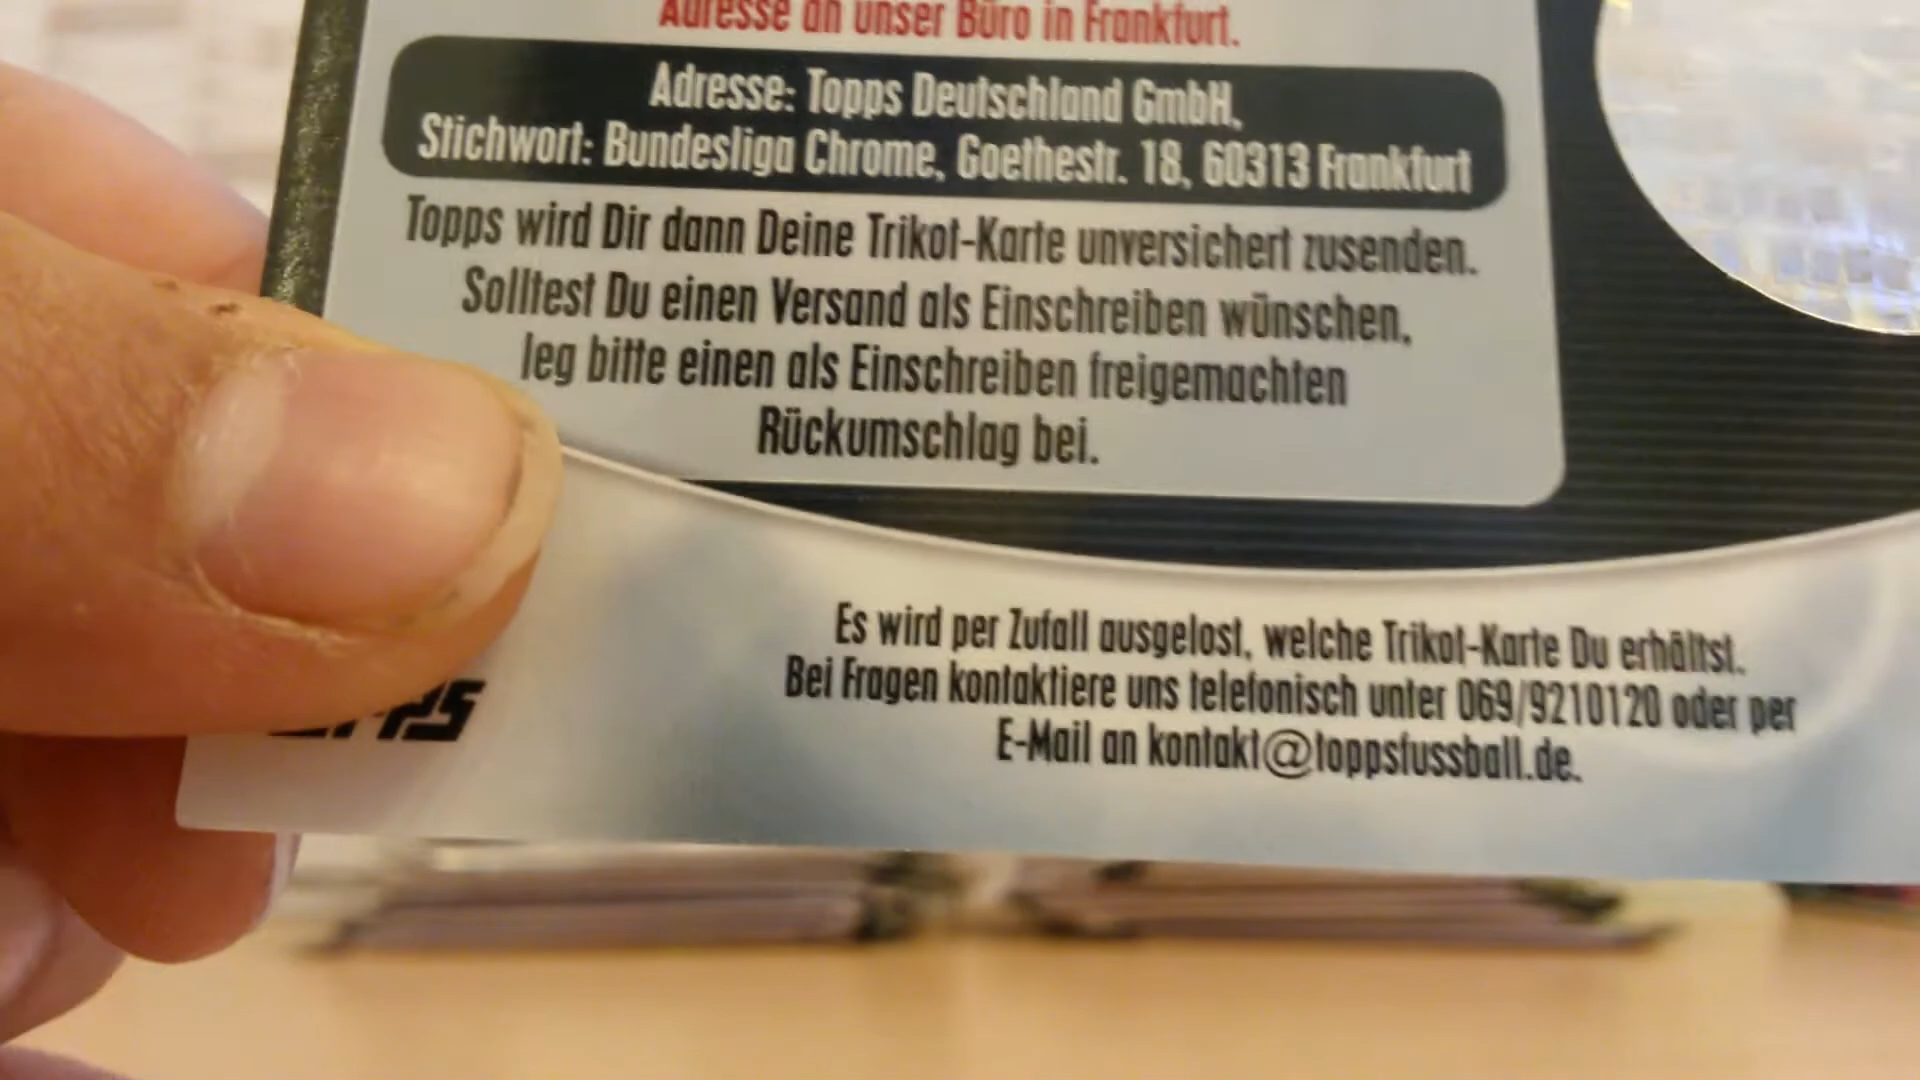 Adresse an unser Büro in Frankfurt.
Adresse: Topps Deutschland GmbH,
Stichwort: Bundesliga Chrome, Goethestr. 18, 60313 Frankfurt
Topps wird Dir dann Deine Trikot-Karte unversichert zusenden.
Solltest Du einen Versand als Einschreiben wünschen,
leg bitte einen als Einschreiben freigemachten
Rückumschlag bei.
Es wird per Zufall ausgelost, welche Trikot-Karte Du erhältst.
Bei Fragen kontaktiere uns telefonisch unter 069/9210120 oder per
E-Mail an kontakt@toppsfussball.de.